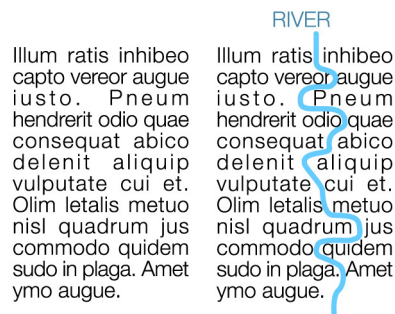 RIVER
Illum ratis inhibeo
capto vereor augue
iusto. Pneum
hendrerit odio quae
consequat abico
delenit aliquip
vulputate cui et.
Olim letalis metuo
nisl quadrum jus
commodo quidem
sudo in plaga. Amet
ymo augue.
Illum ratis inhibeo
capto vereor augue
iusto. Pneum
hendrerit odio quae
consequat abico
delenit aliquip
vulputate cui et.
Olim letalis metuo
nisl quadrum jus
commodo quidem
sudo in plaga. Amet
ymo augue.